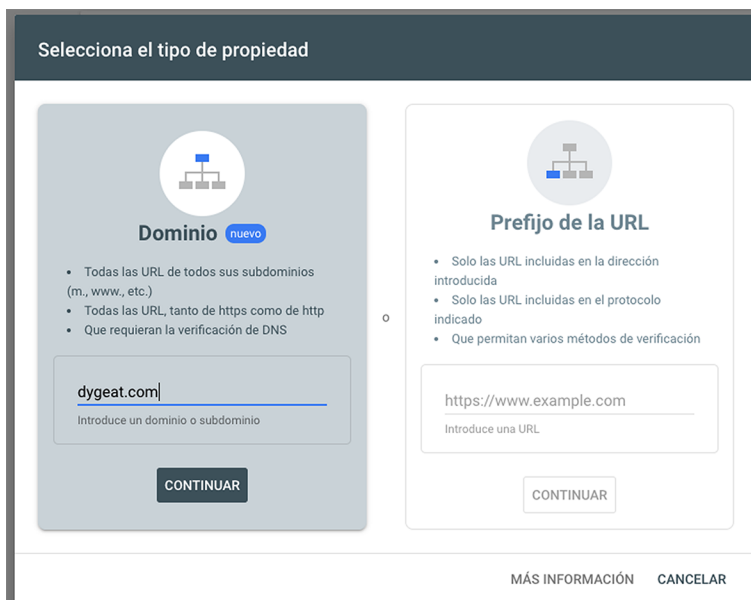 Selecciona el tipo de propiedad
Dominio nuevo
• Todas las URL de todos sus subdominios
(m., www., etc.)
• Todas las URL, tanto de https como de http
• Que requieran la verificación de DNS
dygeat.com
Introduce un dominio o subdominio
CONTINUAR
o
Prefijo de la URL
• Solo las URL incluidas en la dirección
introducida
• Solo las URL incluidas en el protocolo
indicado
• Que permitan varios métodos de verificación
https://www.example.com
Introduce una URL
CONTINUAR
MÁS INFORMACIÓN CANCELAR